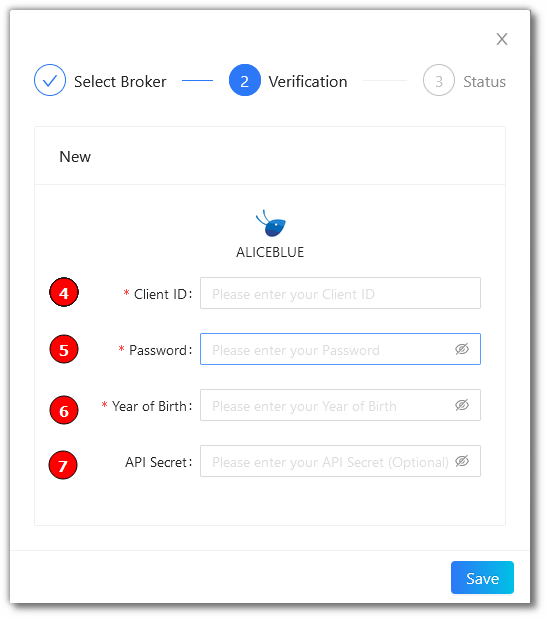 Select Broker 2 Verification 3 Status
New
ALICEBLUE
4 * Client ID: Please enter your Client ID
5 * Password: Please enter your Password
6 * Year of Birth: Please enter your Year of Birth
7 API Secret: Please enter your API Secret (Optional)
Save